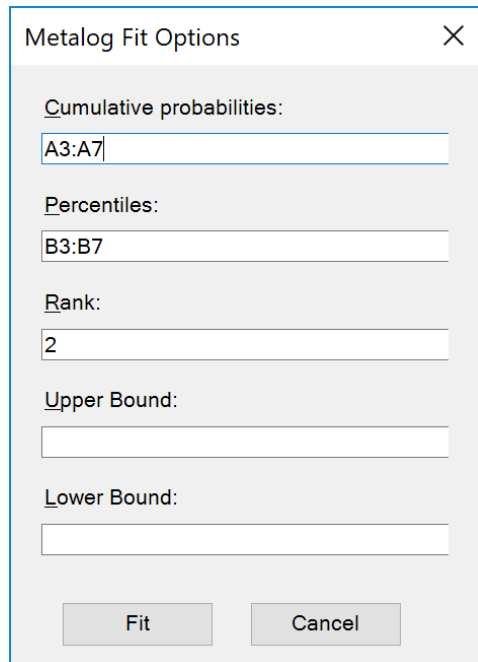 Metalog Fit Options
Cumulative probabilities:
A3:A7
Percentiles:
B3:B7
Rank:
2
Upper Bound:
Lower Bound:
Fit Cancel